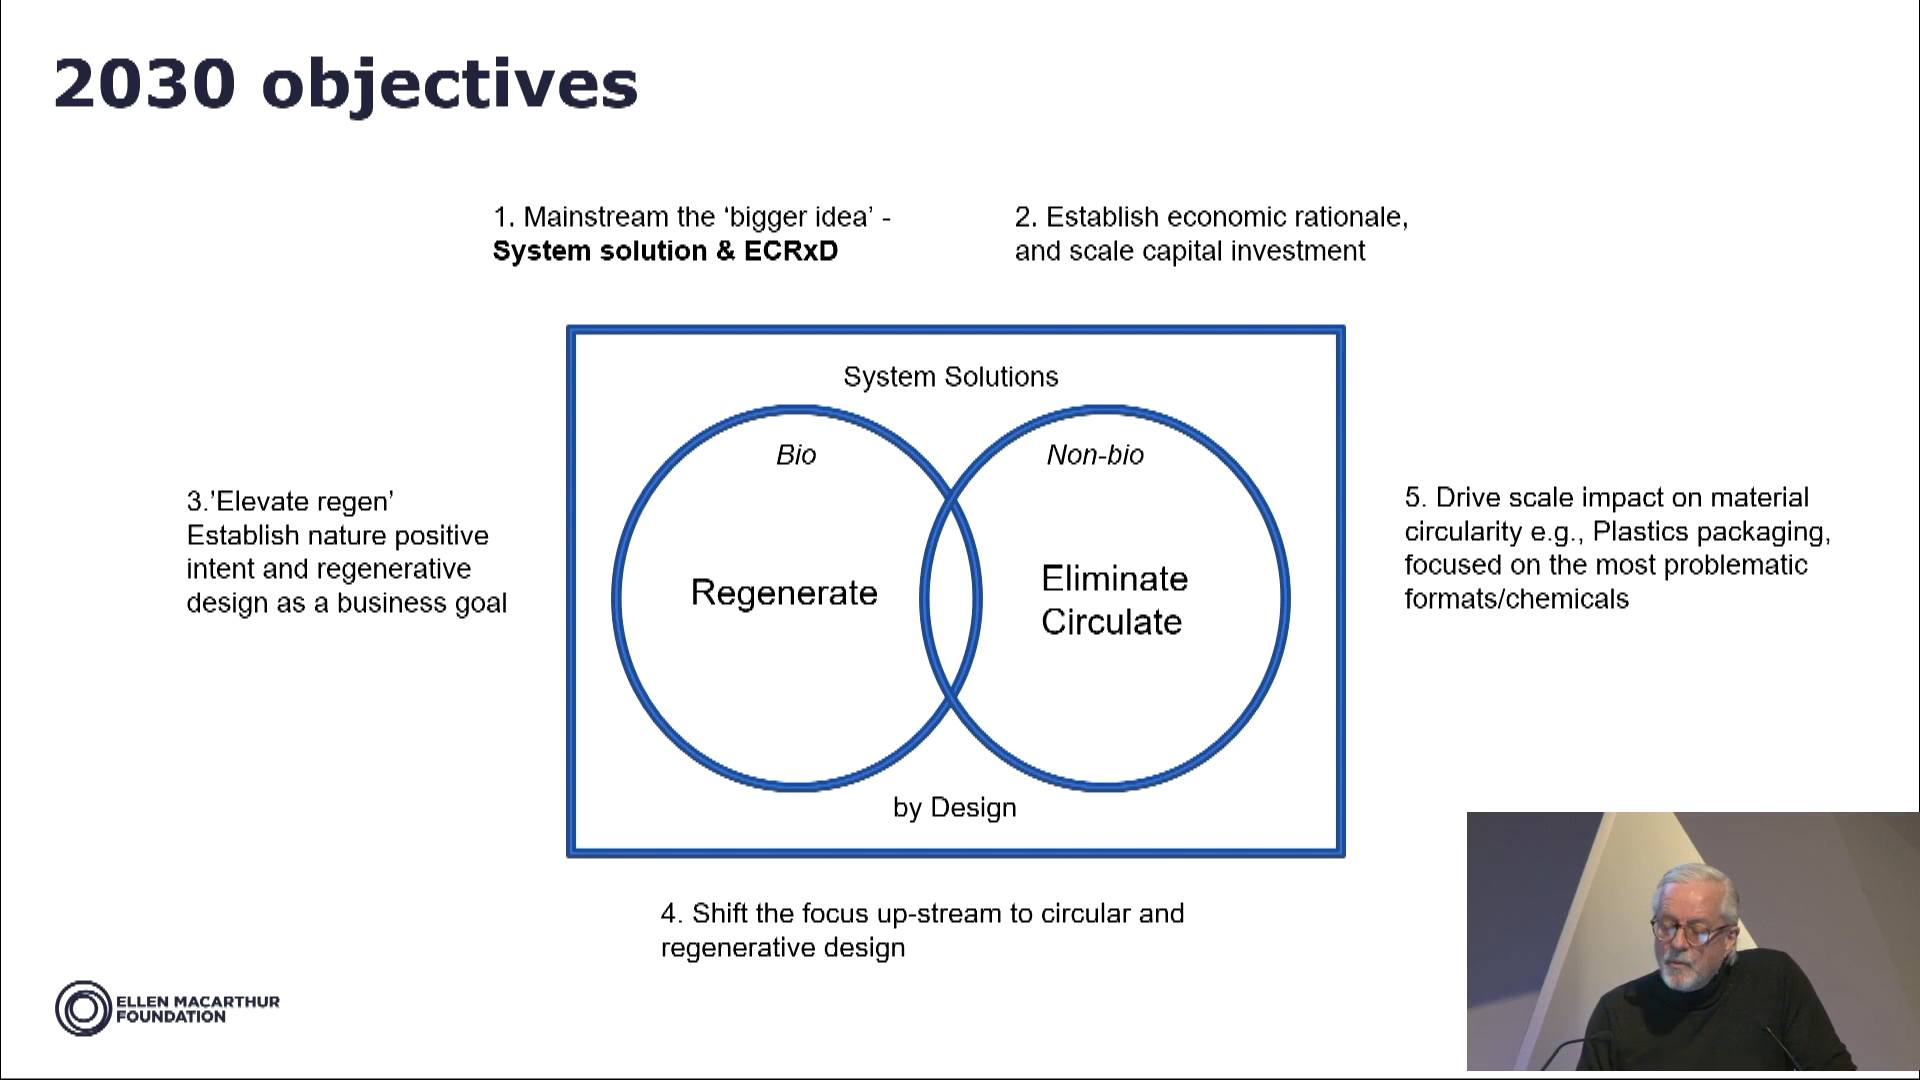 2030 objectives
1. Mainstream the ‘bigger idea’ -
System solution & ECRxD
2. Establish economic rationale,
and scale capital investment
System Solutions
Bio
Non-bio
3.’Elevate regen’
Establish nature positive
intent and regenerative
design as a business goal
Regenerate
Eliminate
Circulate
5. Drive scale impact on material
circularity e.g., Plastics packaging,
focused on the most problematic
formats/chemicals
by Design
4. Shift the focus up-stream to circular and
regenerative design
ELLEN MACARTHUR
FOUNDATION